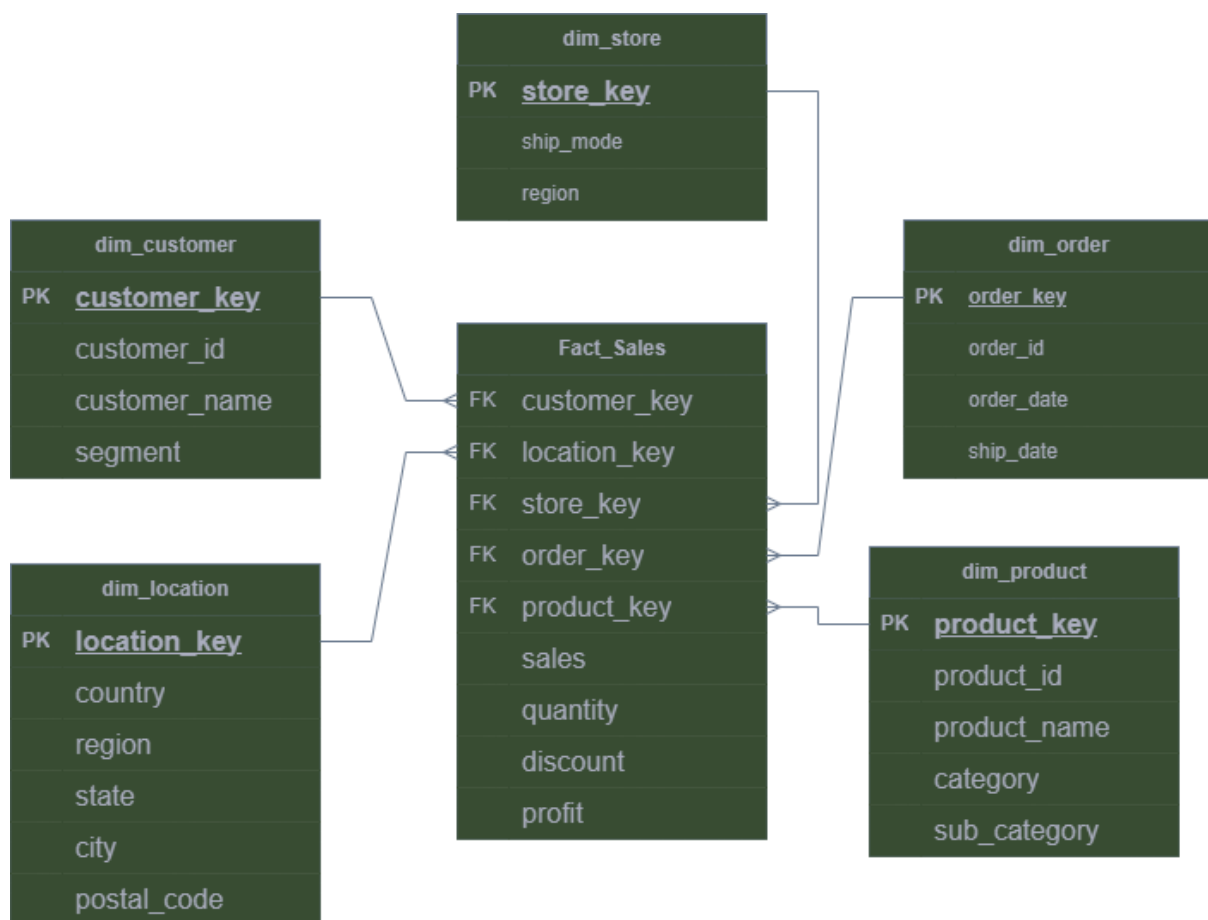 dim_store
PK store_key
ship_mode
region
dim_customer
PK customer_key
customer_id
customer_name
segment
dim_order
PK order_key
order_id
order_date
ship_date
Fact_Sales
FK customer_key
FK location_key
FK store_key
FK order_key
FK product_key
sales
quantity
discount
profit
dim_location
PK location_key
country
region
state
city
postal_code
dim_product
PK product_key
product_id
product_name
category
sub_category